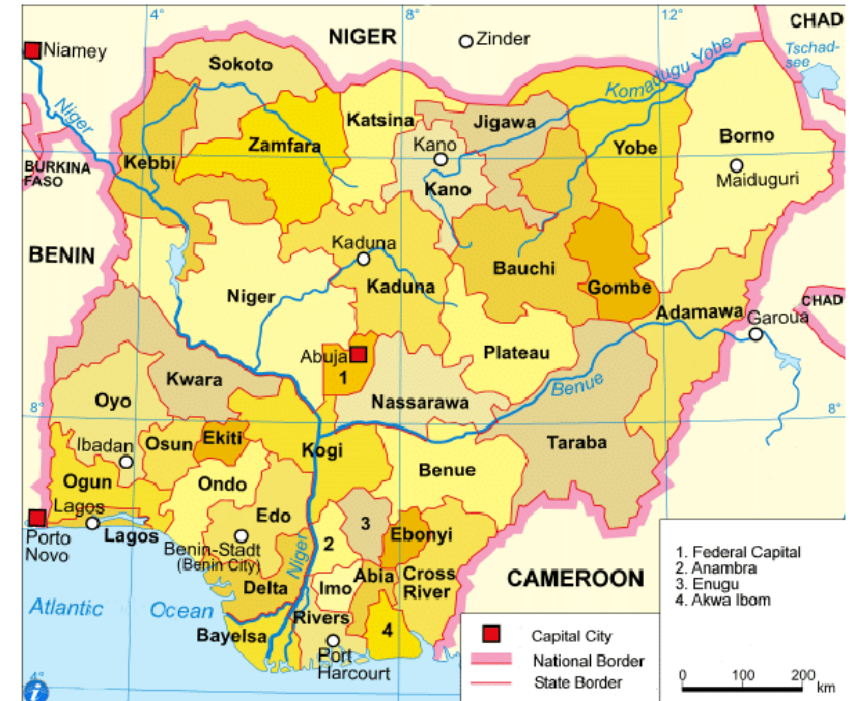 4°
8°
12°
CHAD
NIGER
Zinder
Niamey
Sokoto
Komadugu Yobe
Tschad-
see
Niger
Katsina
Jigawa
Kano
Zamfara
Yobe
Borno
Kebbi
BURKINA
FASO
Kano
Maiduguri
BENIN
Kaduna
Bauchi
Kaduna
Gombe
Niger
CHAD
Adamawa
Garoua
Abuja
1
Plateau
Kwara
Benue
Nassarawa
Oyo
8°
8°
Ibadan
Osun
Ekiti
Kogi
Taraba
Benue
Ogun
Ondo
Lagos
Edo
3
Ebonyi
Porto
Novo
Lagos
Benin-Stadt
(Benin City)
Niger
2
1. Federal Capital
2. Anambra
3. Enugu
4. Akwa Ibom
Abia
Cross
River
CAMEROON
Delta
Imo
Atlantic Ocean
Rivers
4
Bayelsa
Port
Harcourt
Capital City
National Border
State Border
4°
0 100 200
km
i